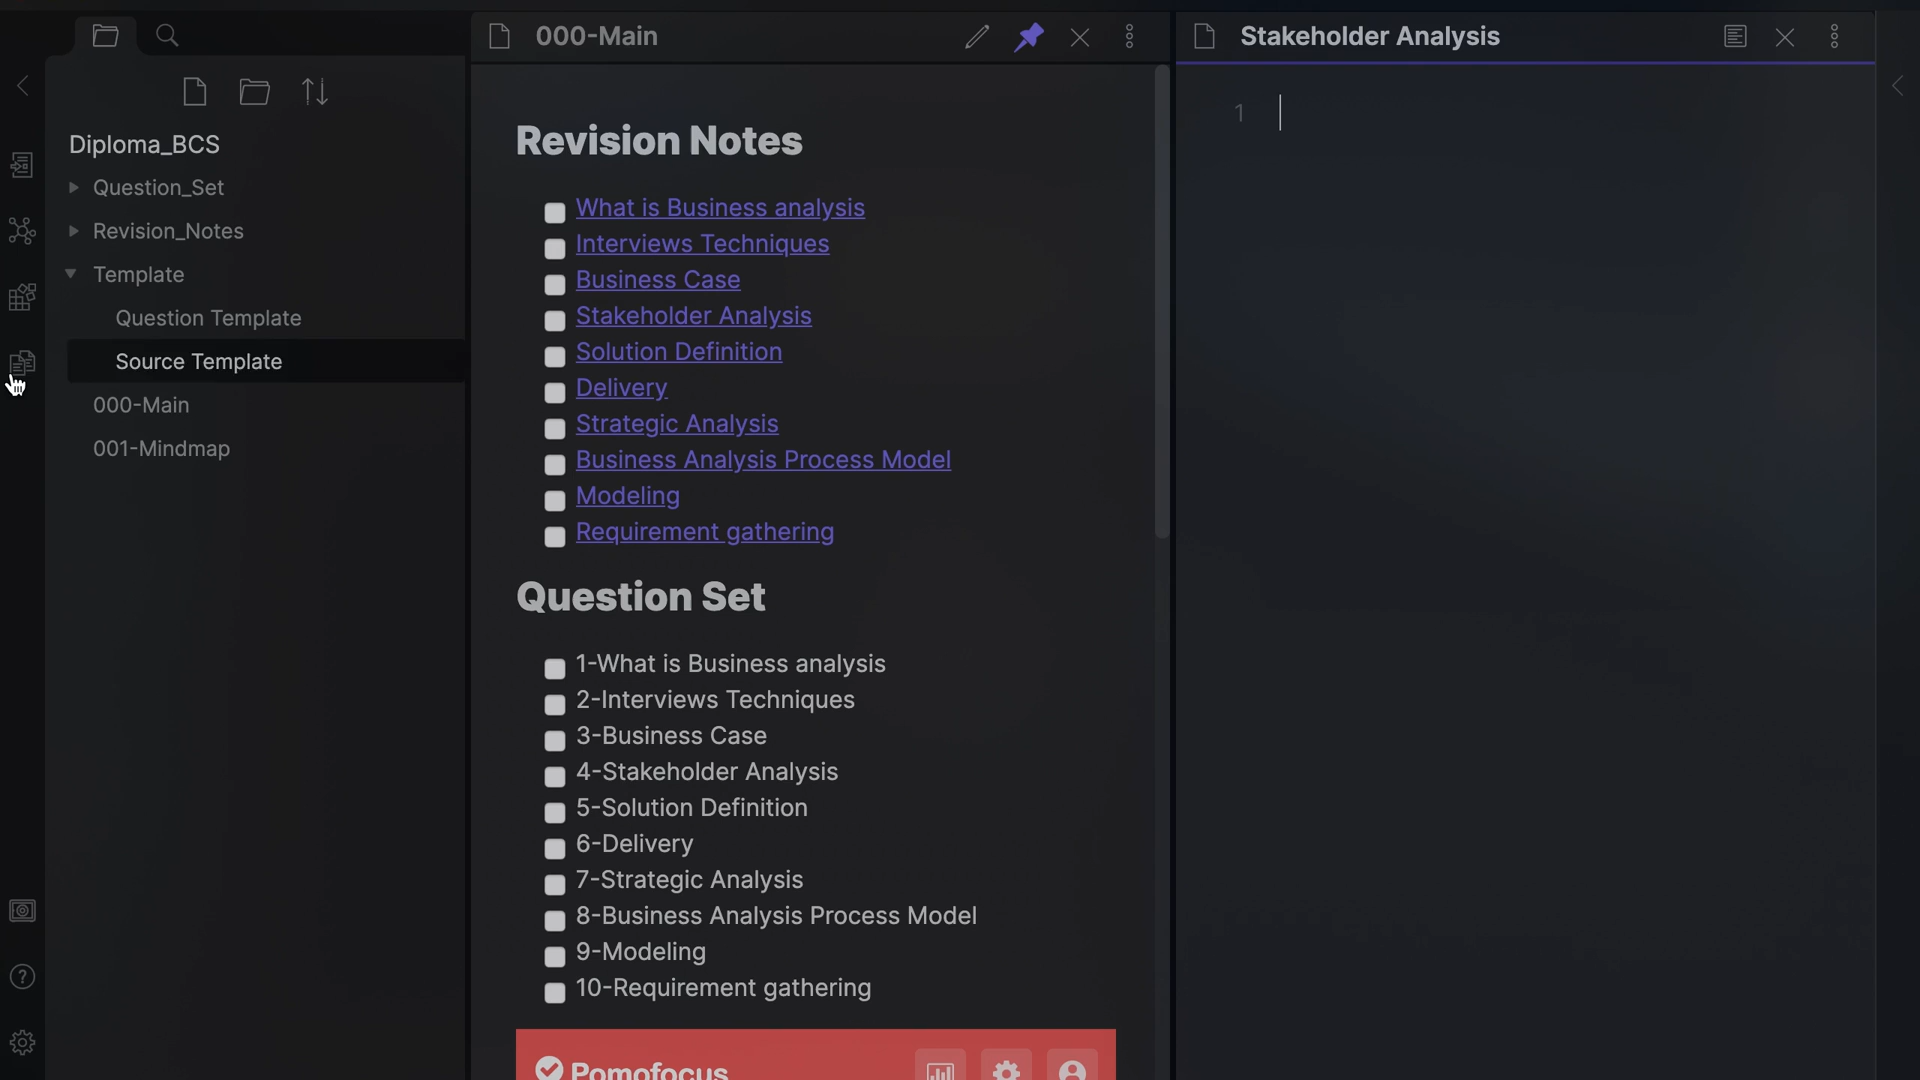 Diploma_BCS
Question_Set
Revision_Notes
Template
Question Template
Source Template
000-Main
001-Mindmap
000-Main
Revision Notes
What is Business analysis
Interviews Techniques
Business Case
Stakeholder Analysis
Solution Definition
Delivery
Strategic Analysis
Business Analysis Process Model
Modeling
Requirement gathering
Question Set
1-What is Business analysis
2-Interviews Techniques
3-Business Case
4-Stakeholder Analysis
5-Solution Definition
6-Delivery
7-Strategic Analysis
8-Business Analysis Process Model
9-Modeling
10-Requirement gathering
Pomofocus
Stakeholder Analysis
1